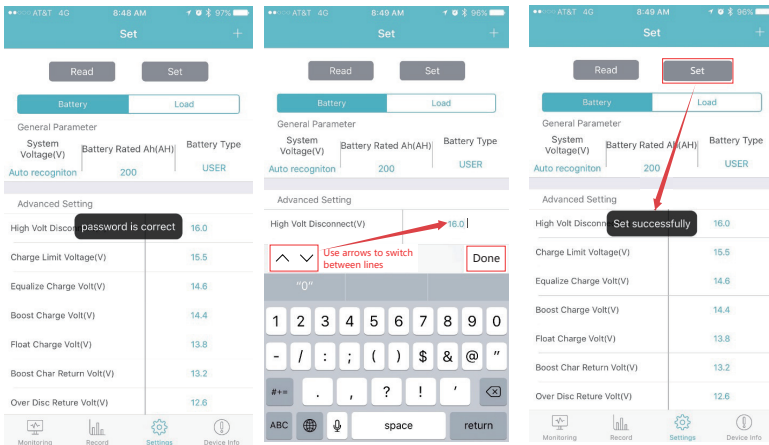 AT&T 4G 8:48 AM 97%
Set +
Read Set
Battery Load
General Parameter
System Voltage(V) Battery Rated Ah(AH) Battery Type
Auto recogniton 200 USER
Advanced Setting
High Volt Discon 16.0
password is correct
Charge Limit Voltage(V) 15.5
Equalize Charge Volt(V) 14.6
Boost Charge Volt(V) 14.4
Float Charge Volt(V) 13.8
Boost Char Return Volt(V) 13.2
Over Disc Reture Volt(V) 12.6
Monitoring Record Settings Device Info
AT&T 4G 8:49 AM 96%
Set +
Read Set
Battery Load
General Parameter
System Voltage(V) Battery Rated Ah(AH) Battery Type
Auto recogniton 200 USER
Advanced Setting
High Volt Disconnect(V) 16.0
Use arrows to switch
between lines
Done
"0"
1 2 3 4 5 6 7 8 9 0
- / : ; ( ) $ & @ "
#+= . , ? ! '
ABC space return
AT&T 4G 8:49 AM 96%
Set +
Read Set
Battery Load
General Parameter
System Voltage(V) Battery Rated Ah(AH) Battery Type
Auto recogniton 200 USER
Advanced Setting
High Volt Disconn 16.0
Set successfully
Charge Limit Voltage(V) 15.5
Equalize Charge Volt(V) 14.6
Boost Charge Volt(V) 14.4
Float Charge Volt(V) 13.8
Boost Char Return Volt(V) 13.2
Over Disc Reture Volt(V) 12.6
Monitoring Record Settings Device Info